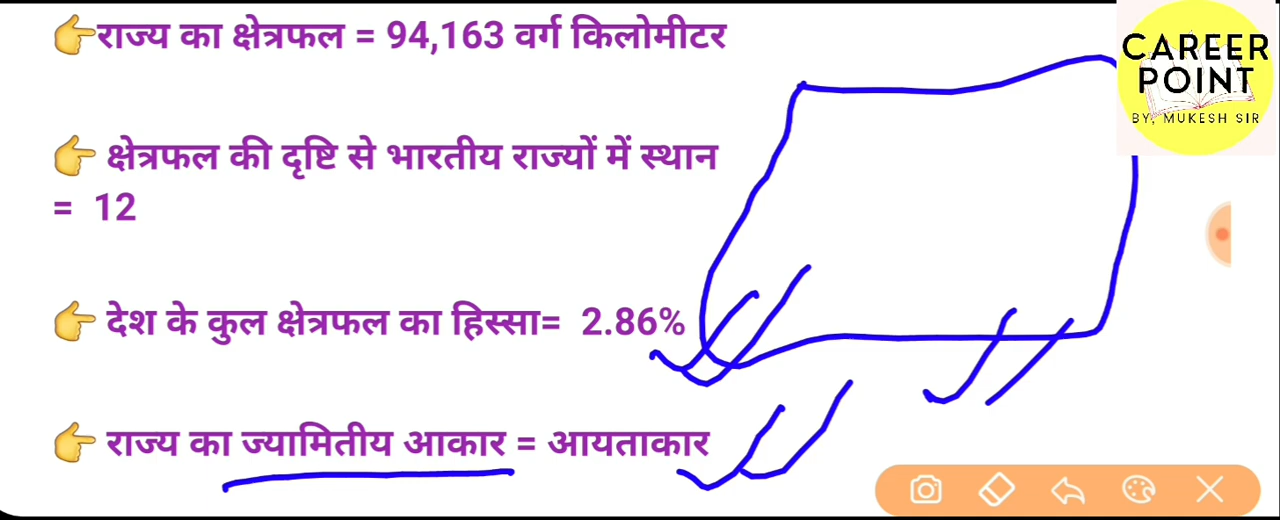 👉राज्य का क्षेत्रफल = 94,163 वर्ग किलोमीटर
👉 क्षेत्रफल की दृष्टि से भारतीय राज्यों में स्थान
= 12
👉 देश के कुल क्षेत्रफल का हिस्सा= 2.86%
👉 राज्य का ज्यामितीय आकार = आयताकार
CAREER
POINT
BY, MUKESH SIR